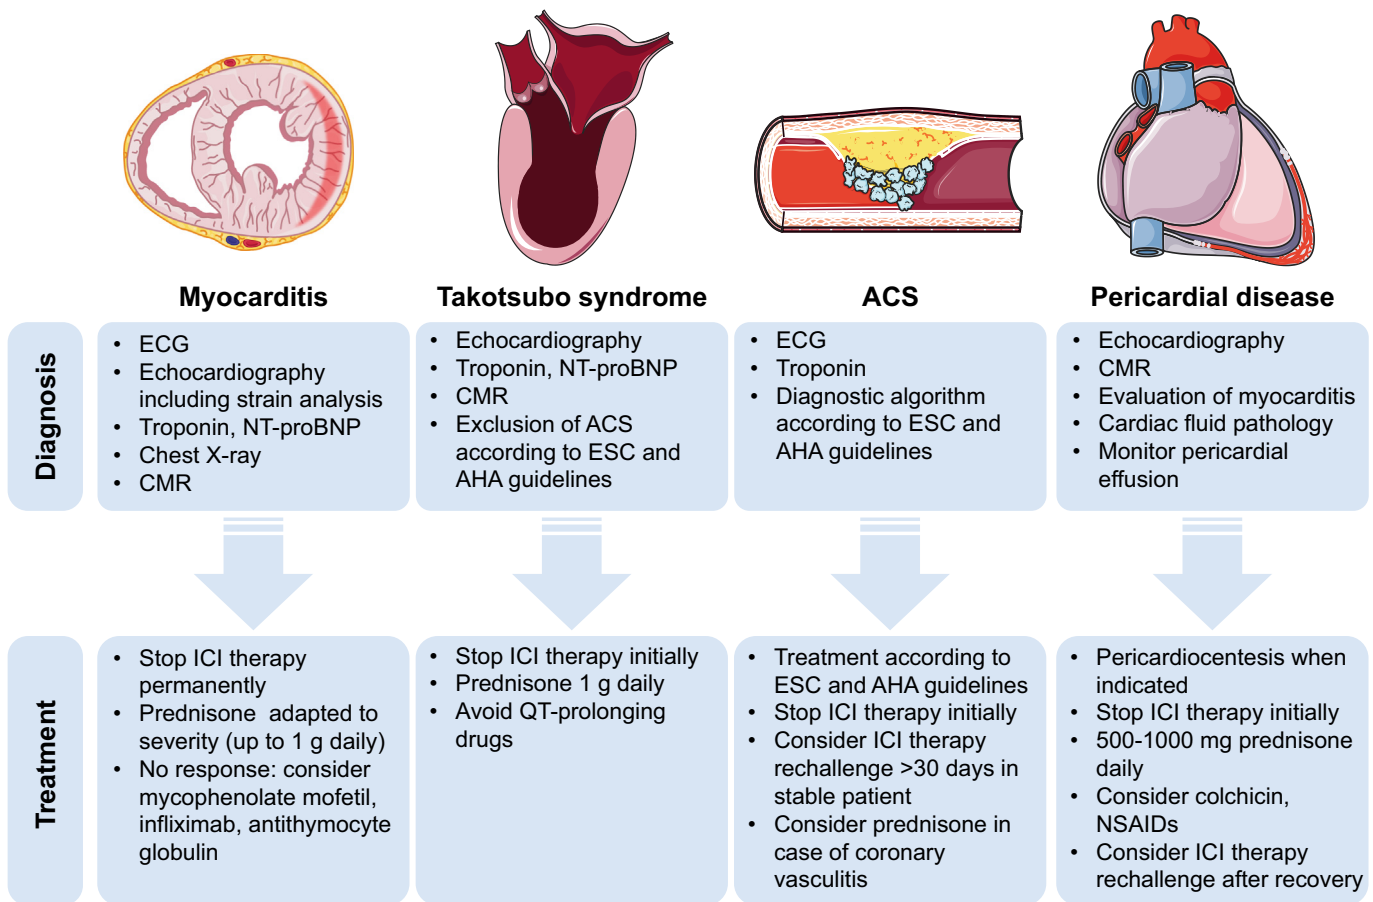 Myocarditis
Takotsubo syndrome
ACS
Pericardial disease
Diagnosis
• ECG
• Echocardiography
including strain analysis
• Troponin, NT-proBNP
• Chest X-ray
• CMR
• Echocardiography
• Troponin, NT-proBNP
• CMR
• Exclusion of ACS
according to ESC and
AHA guidelines
• ECG
• Troponin
• Diagnostic algorithm
according to ESC and
AHA guidelines
• Echocardiography
• CMR
• Evaluation of myocarditis
• Cardiac fluid pathology
• Monitor pericardial
effusion
Treatment
• Stop ICI therapy
permanently
• Prednisone adapted to
severity (up to 1 g daily)
• No response: consider
mycophenolate mofetil,
infliximab, antithymocyte
globulin
• Stop ICI therapy initially
• Prednisone 1 g daily
• Avoid QT-prolonging
drugs
• Treatment according to
ESC and AHA guidelines
• Stop ICI therapy initially
• Consider ICI therapy
rechallenge >30 days in
stable patient
• Consider prednisone in
case of coronary
vasculitis
• Pericardiocentesis when
indicated
• Stop ICI therapy initially
• 500-1000 mg prednisone
daily
• Consider colchicin,
NSAIDs
• Consider ICI therapy
rechallenge after recovery